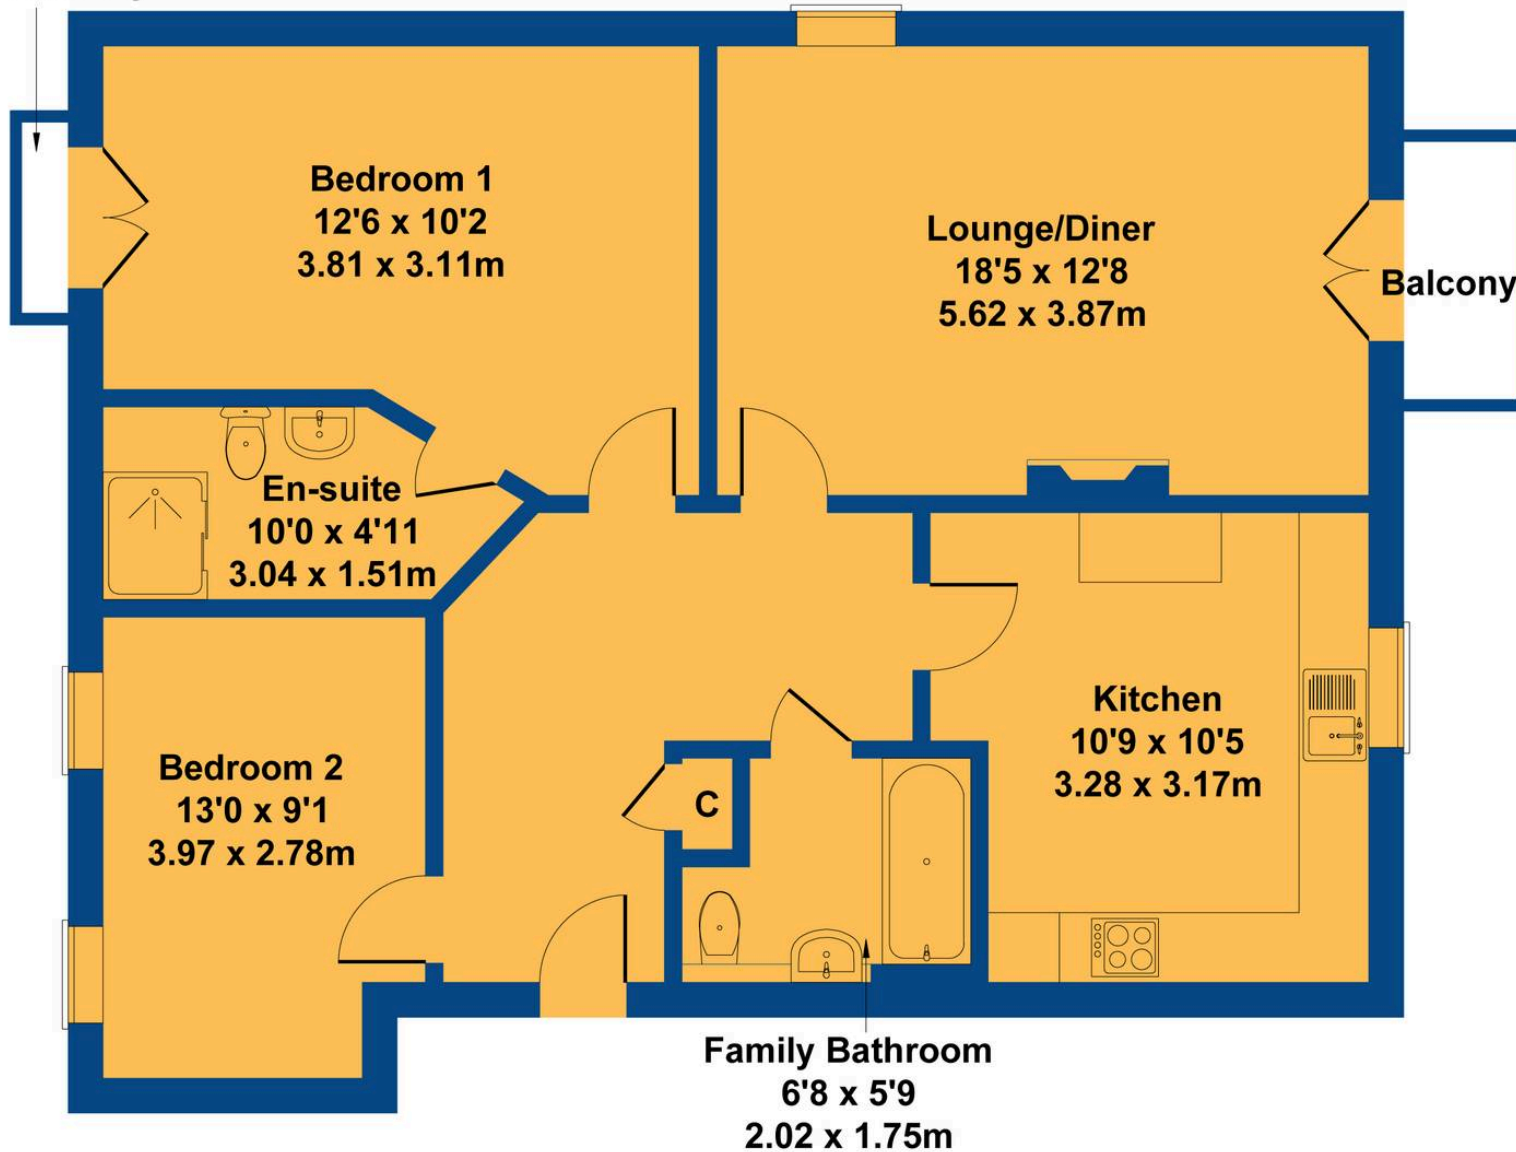 Bedroom 1
12'6 x 10'2
3.81 x 3.11m
Lounge/Diner
18'5 x 12'8
5.62 x 3.87m
Balcony
En-suite
10'0 x 4'11
3.04 x 1.51m
Kitchen
10'9 x 10'5
3.28 x 3.17m
Bedroom 2
13'0 x 9'1
3.97 x 2.78m
C
Family Bathroom
6'8 x 5'9
2.02 x 1.75m